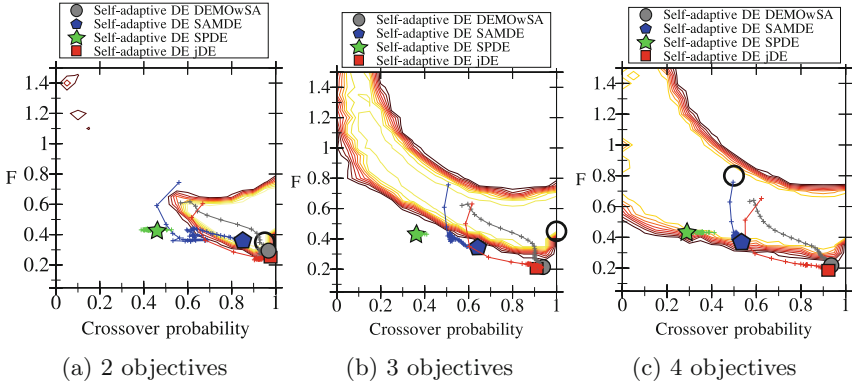 Self-adaptive DE DEMOwSA
Self-adaptive DE SAMDE
Self-adaptive DE SPDE
Self-adaptive DE jDE
1.4
1.2
1
F
0.8
0.6
0.4
0.2
0 0.2 0.4 0.6 0.8 1
Crossover probability
(a) 2 objectives
Self-adaptive DE DEMOwSA
Self-adaptive DE SAMDE
Self-adaptive DE SPDE
Self-adaptive DE jDE
1.4
1.2
1
F
0.8
0.6
0.4
0.2
0 0.2 0.4 0.6 0.8 1
Crossover probability
(b) 3 objectives
Self-adaptive DE DEMOwSA
Self-adaptive DE SAMDE
Self-adaptive DE SPDE
Self-adaptive DE jDE
1.4
1.2
1
F
0.8
0.6
0.4
0.2
0 0.2 0.4 0.6 0.8 1
Crossover probability
(c) 4 objectives